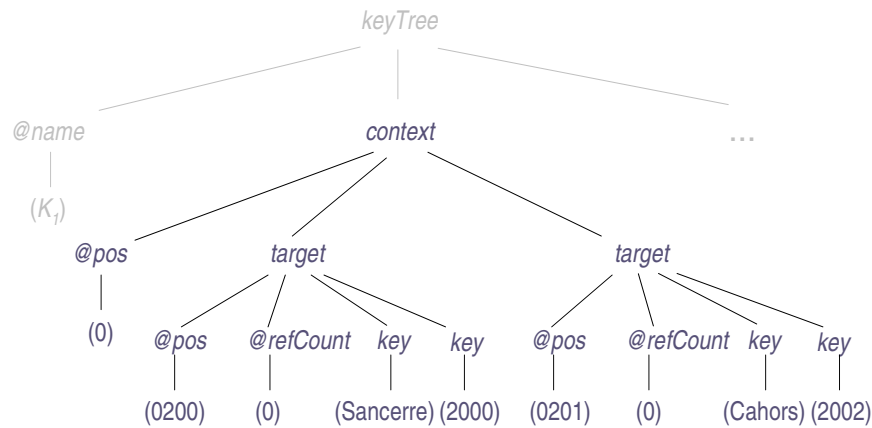 keyTree
@name context ...
(K₁)
@pos target target
(0) @pos @refCount key key @pos @refCount key key
(0200) (0) (Sancerre) (2000) (0201) (0) (Cahors) (2002)